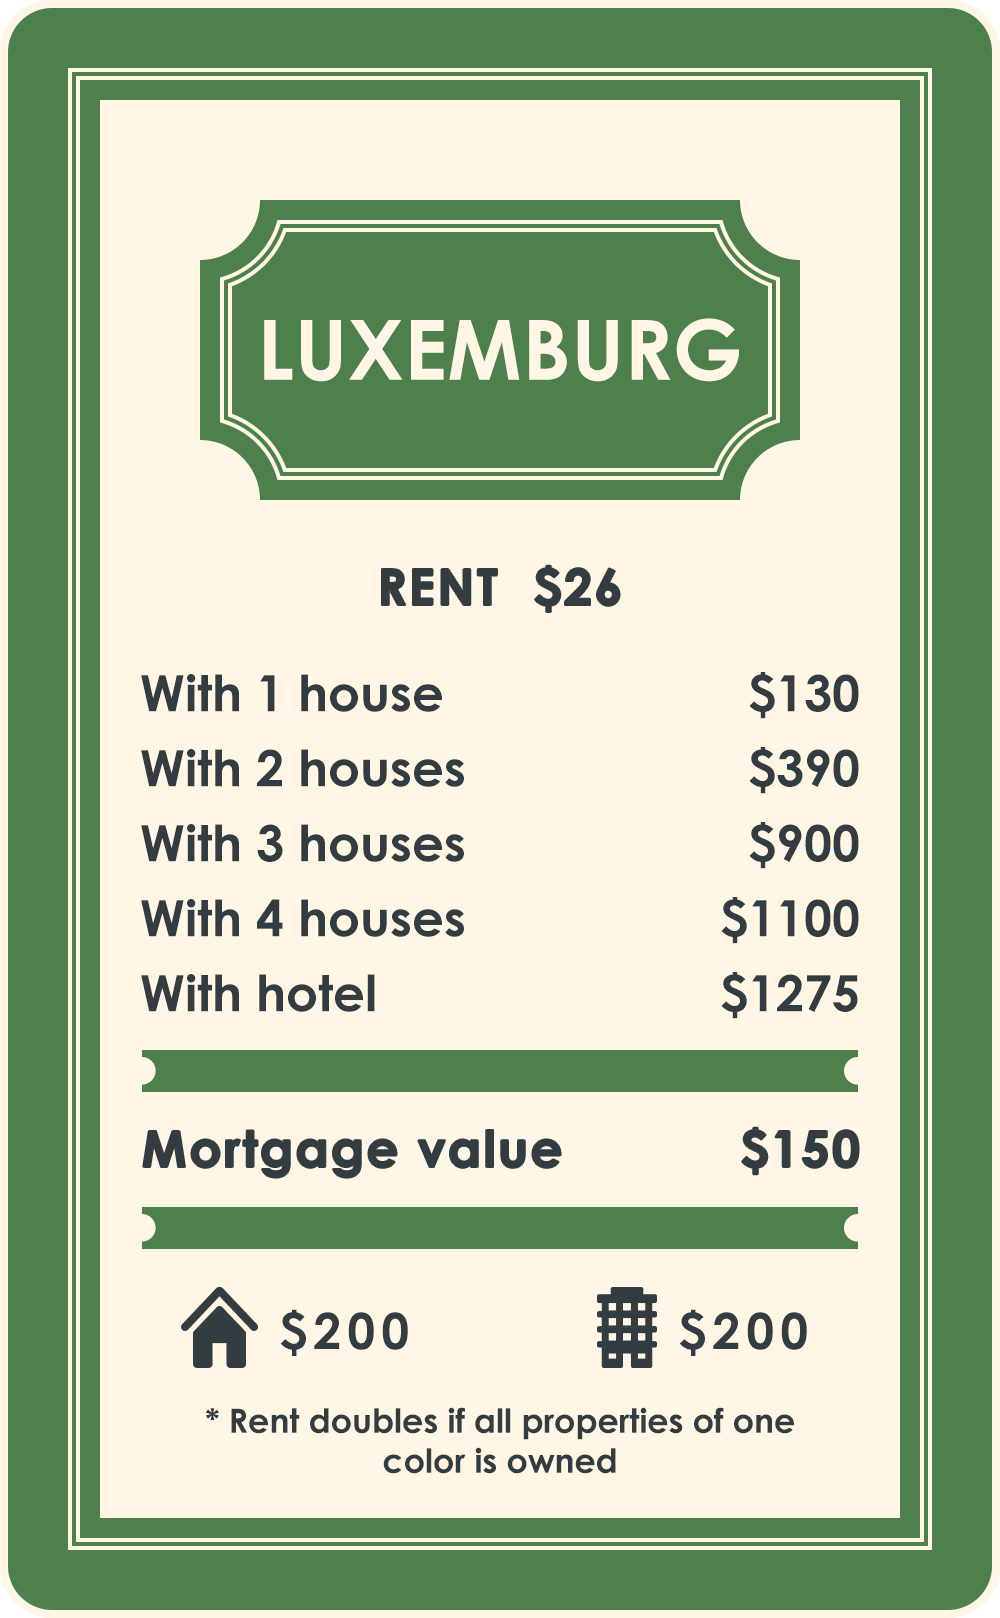 LUXEMBURG
RENT $26
With 1 house $130
With 2 houses $390
With 3 houses $900
With 4 houses $1100
With hotel $1275
Mortgage value $150
$200 $200
* Rent doubles if all properties of one
color is owned